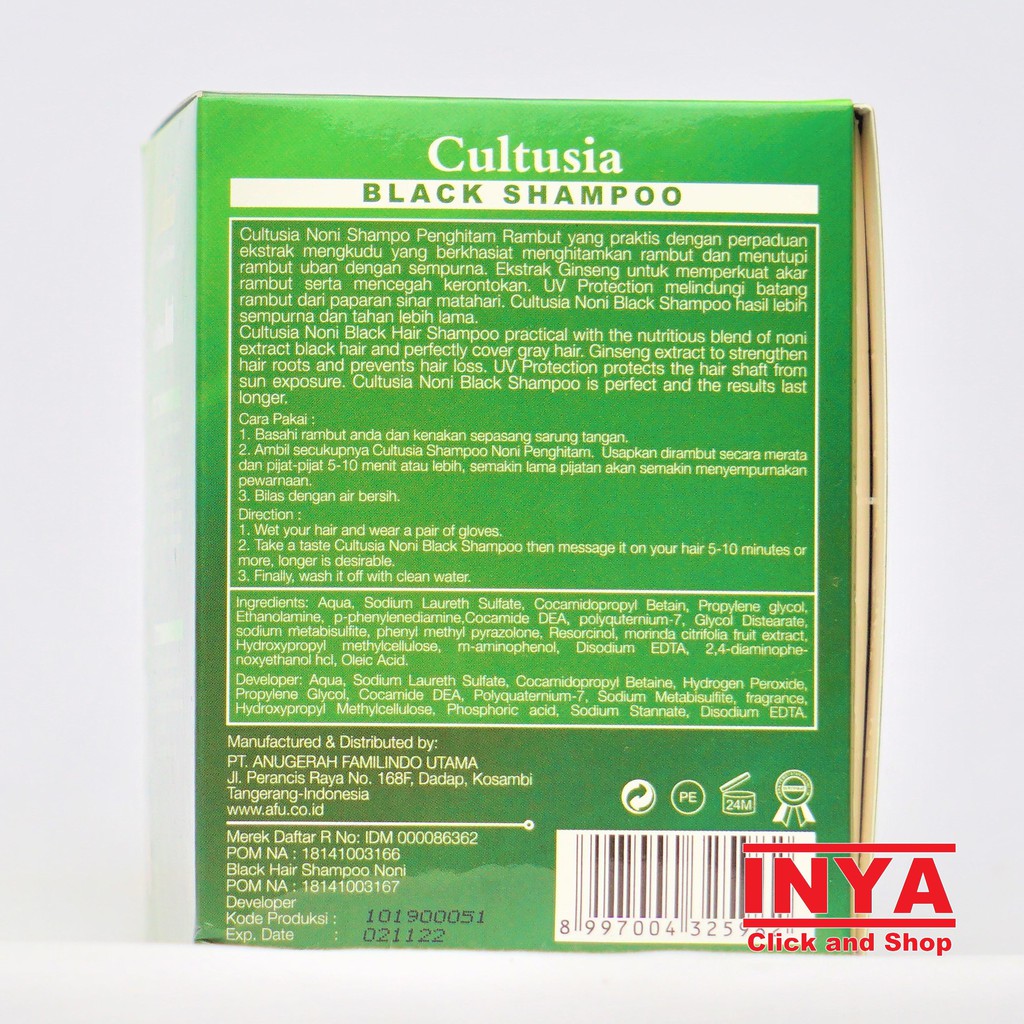 Cultusia
BLACK SHAMPOO
Cultusia Noni Shampo Penghitam Rambut yang praktis dengan perpaduan
ekstrak mengkudu yang berkhasiat menghitamkan rambut dan menutupi
rambut uban dengan sempurna. Ekstrak Ginseng untuk memperkuat akar
rambut serta mencegah kerontokan. UV Protection melindungi batang
rambut dari paparan sinar matahari. Cultusia Noni Black Shampoo hasil lebih
sempurna dan tahan lebih lama.
Cultusia Noni Black Hair Shampoo practical with the nutritious blend of noni
extract black hair and perfectly cover gray hair. Ginseng extract to strengthen
hair roots and prevents hair loss. UV Protection protects the hair shaft from
sun exposure. Cultusia Noni Black Shampoo is perfect and the results last
longer.
Cara Pakai :
1. Basahi rambut anda dan kenakan sepasang sarung tangan.
2. Ambil secukupnya Cultusia Shampoo Noni Penghitam. Usapkan dirambut secara merata
dan pijat-pijat 5-10 menit atau lebih, semakin lama pijatan akan semakin menyempurnakan
pewarnaan.
3. Bilas dengan air bersih.
Direction :
1. Wet your hair and wear a pair of gloves.
2. Take a taste Cultusia Noni Black Shampoo then message it on your hair 5-10 minutes or
more, longer is desirable.
3. Finally, wash it off with clean water.
Ingredients: Aqua, Sodium Laureth Sulfate, Cocamidopropyl Betain, Propylene glycol,
Ethanolamine, p-phenylenediamine,Cocamide DEA, polyquternium-7, Glycol Distearate,
sodium metabisulfite, phenyl methyl pyrazolone, Resorcinol, morinda citrifolia fruit extract,
Hydroxypropyl methylcellulose, m-aminophenol, Disodium EDTA, 2,4-diaminophe-
noxyethanol hcl, Oleic Acid.
Developer: Aqua, Sodium Laureth Sulfate, Cocamidopropyl Betaine, Hydrogen Peroxide,
Propylene Glycol, Cocamide DEA, Polyquaternium-7, Sodium Metabisulfite, fragrance,
Hydroxypropyl Methylcellulose, Phosphoric acid, Sodium Stannate, Disodium EDTA.
Manufactured & Distributed by:
PT. ANUGERAH FAMILINDO UTAMA
Jl. Perancis Raya No. 168F, Dadap, Kosambi
Tangerang-Indonesia
www.afu.co.id
PE
24M
Merek Daftar R No: IDM 000086362
POM NA : 18141003166
Black Hair Shampoo Noni
POM NA : 18141003167
Developer
Kode Produksi : 101900051
Exp. Date : 021122
8 997004 325
INYA
Click and Shop